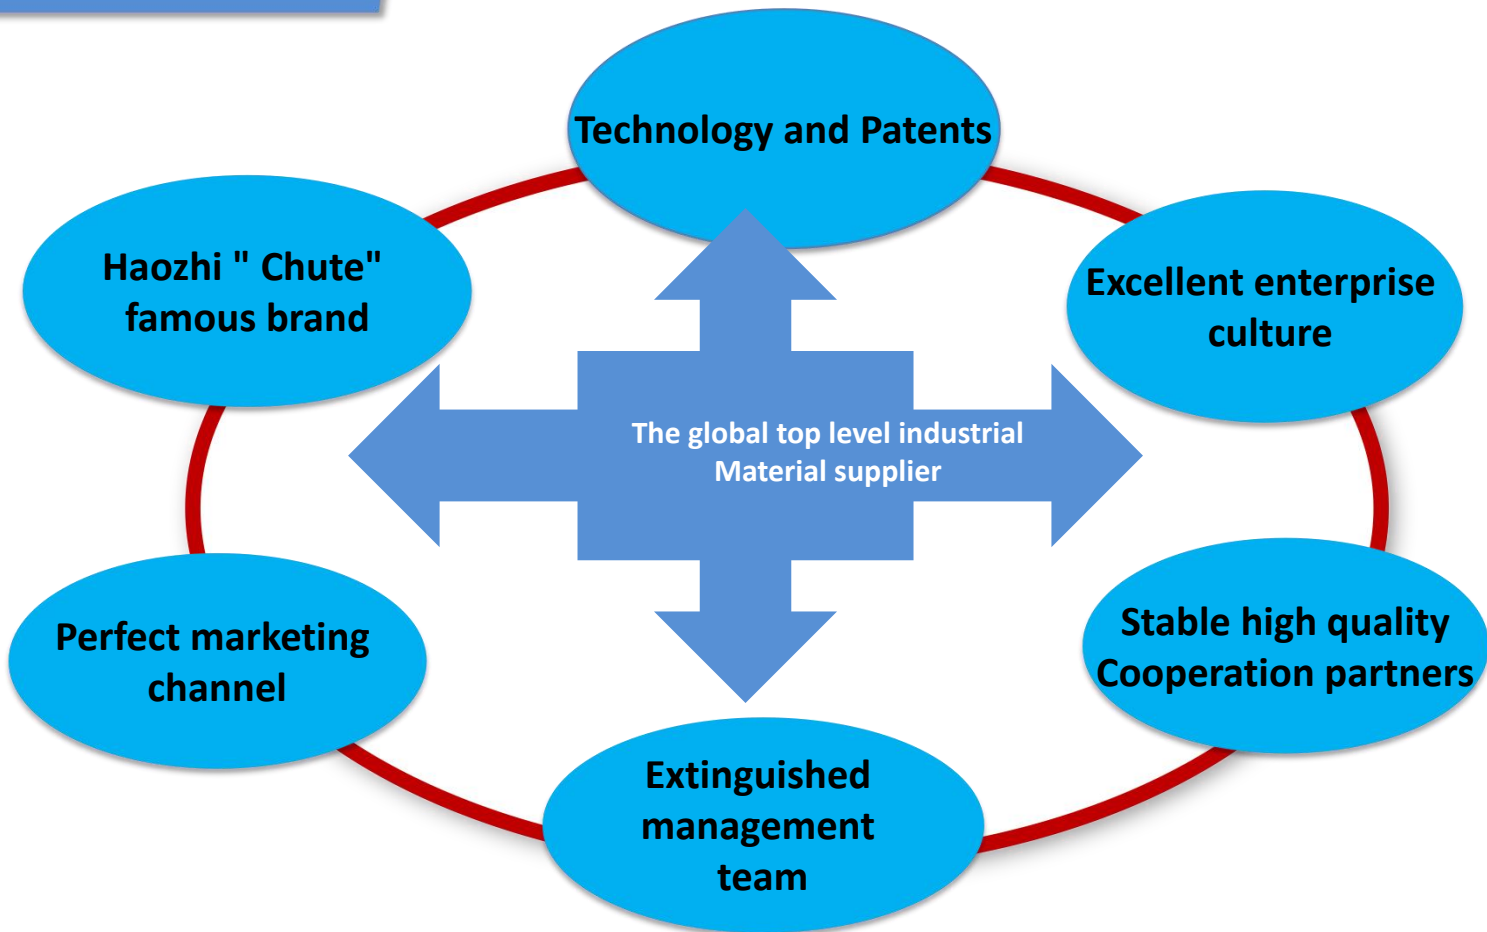 Technology and Patents
Haozhi " Chute"
famous brand
Excellent enterprise
culture
The global top level industrial
Material supplier
Perfect marketing
channel
Stable high quality
Cooperation partners
Extinguished
management
team